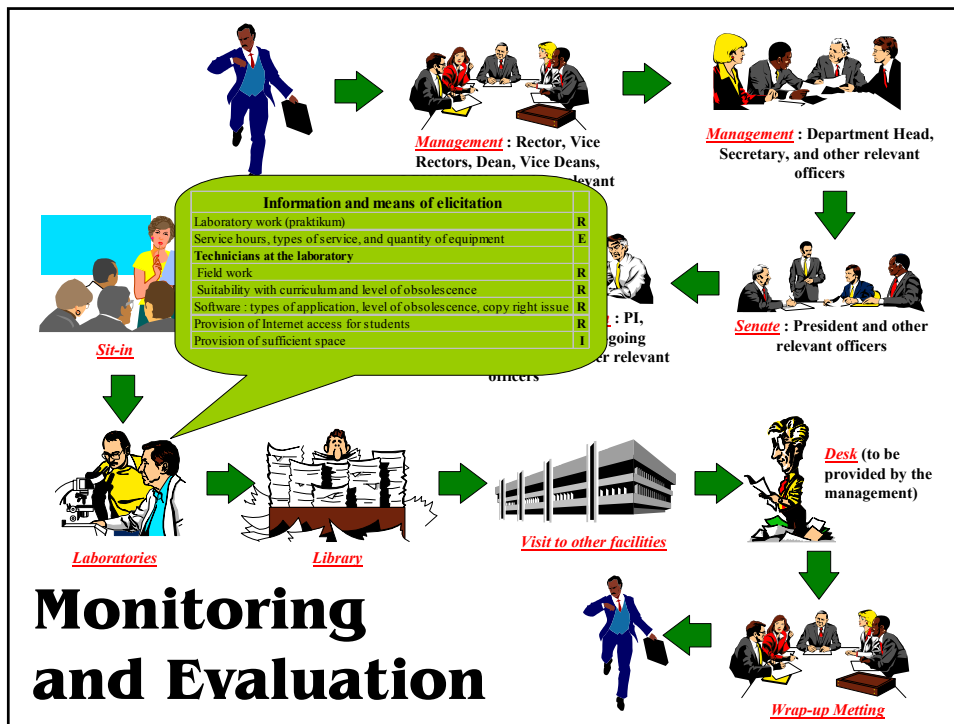 Management : Rector, Vice
Rectors, Dean, Vice Deans,
Management : Department Head,
Secretary, and other relevant
officers
Information and means of elicitation
Laboratory work (praktikum) R
Service hours, types of service, and quantity of equipment E
Technicians at the laboratory
Field work R
Suitability with curriculum and level of obsolescence R
Software : types of application, level of obsolescence, copy right issue R
Provision of Internet access for students R
Provision of sufficient space I
: PI,
relevant
officers
Senate : President and other
relevant officers
Sit-in
Laboratories
Library
Visit to other facilities
Desk (to be
provided by the
management)
Wrap-up Metting
Monitoring
and Evaluation